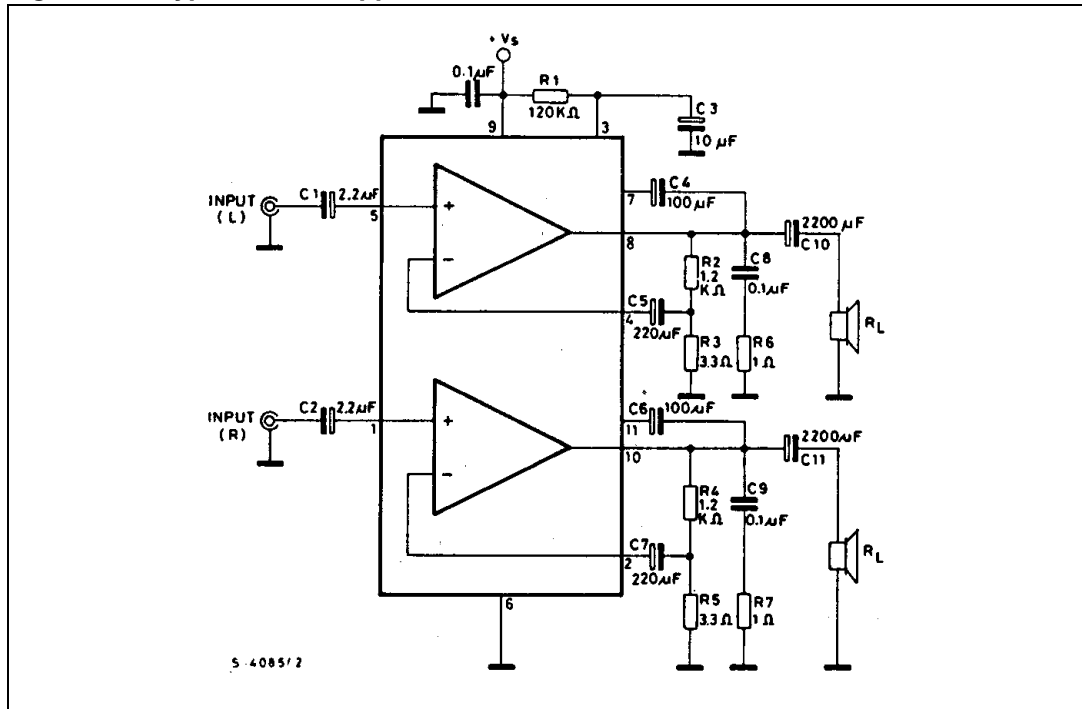 + Vs
0.1µF
R1
120KΩ
C3
10 µF
9
3
INPUT
(L)
C1
2.2µF
5
+
−
7
C4
100µF
8
2200 µF
C10
R2
1.2
KΩ
C8
0.1µF
C5
4
220µF
R3
3.3Ω
R6
1Ω
RL
INPUT
(R)
C2
2.2µF
1
+
−
C6
100µF
11
10
2200µF
C11
R4
1.2
KΩ
C9
0.1µF
C7
2
220µF
R5
3.3Ω
R7
1Ω
RL
6
S-4085/2